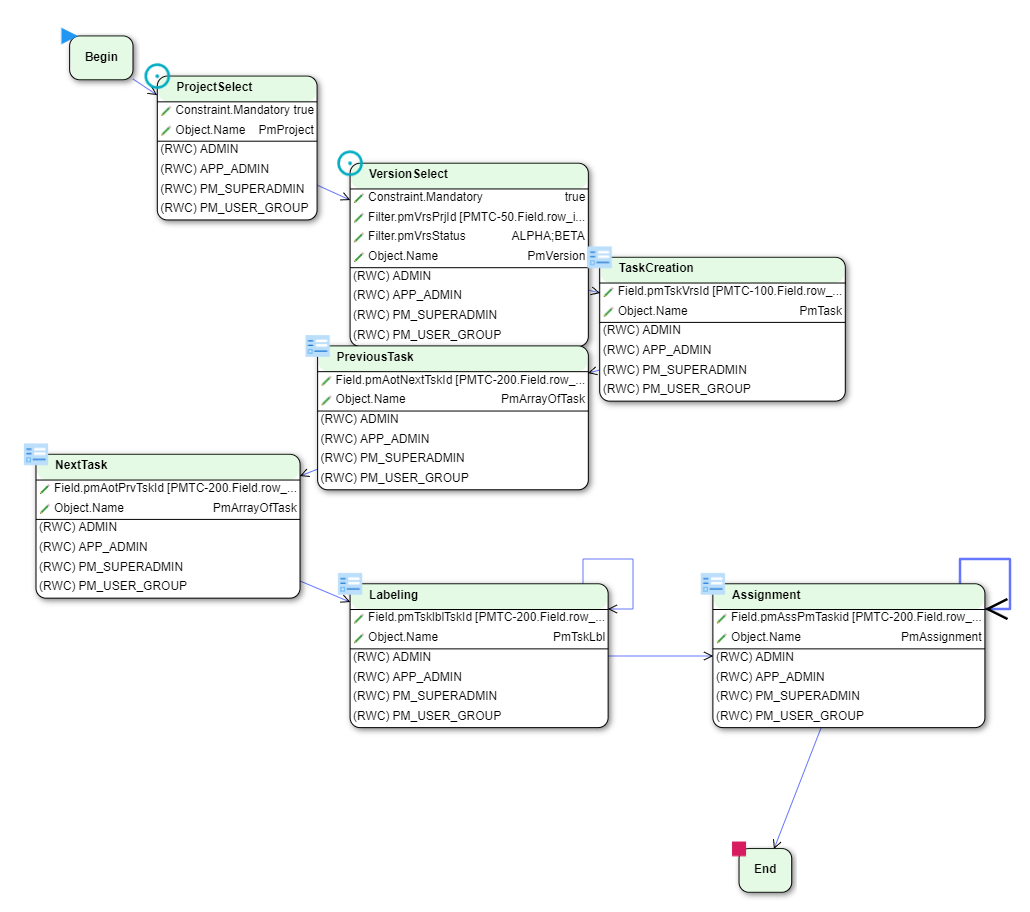 Begin
ProjectSelect
Constraint.Mandatory true
Object.Name PmProject
(RWC) ADMIN
(RWC) APP_ADMIN
(RWC) PM_SUPERADMIN
(RWC) PM_USER_GROUP
VersionSelect
Constraint.Mandatory true
Filter.pmVrsPrjId [PMTC-50.Field.row_i...
Filter.pmVrsStatus ALPHA;BETA
Object.Name PmVersion
(RWC) ADMIN
(RWC) APP_ADMIN
(RWC) PM_SUPERADMIN
(RWC) PM_USER_GROUP
TaskCreation
Field.pmTskVrsId [PMTC-100.Field.row_...
Object.Name PmTask
(RWC) ADMIN
(RWC) APP_ADMIN
(RWC) PM_SUPERADMIN
(RWC) PM_USER_GROUP
PreviousTask
Field.pmAotNextTskId [PMTC-200.Field.row_...
Object.Name PmArrayOfTask
(RWC) ADMIN
(RWC) APP_ADMIN
(RWC) PM_SUPERADMIN
(RWC) PM_USER_GROUP
NextTask
Field.pmAotPrvTskId [PMTC-200.Field.row_...
Object.Name PmArrayOfTask
(RWC) ADMIN
(RWC) APP_ADMIN
(RWC) PM_SUPERADMIN
(RWC) PM_USER_GROUP
Labeling
Field.pmTsklblTskId [PMTC-200.Field.row_...
Object.Name PmTskLbl
(RWC) ADMIN
(RWC) APP_ADMIN
(RWC) PM_SUPERADMIN
(RWC) PM_USER_GROUP
Assignment
Field.pmAssPmTaskid [PMTC-200.Field.row_...
Object.Name PmAssignment
(RWC) ADMIN
(RWC) APP_ADMIN
(RWC) PM_SUPERADMIN
(RWC) PM_USER_GROUP
End